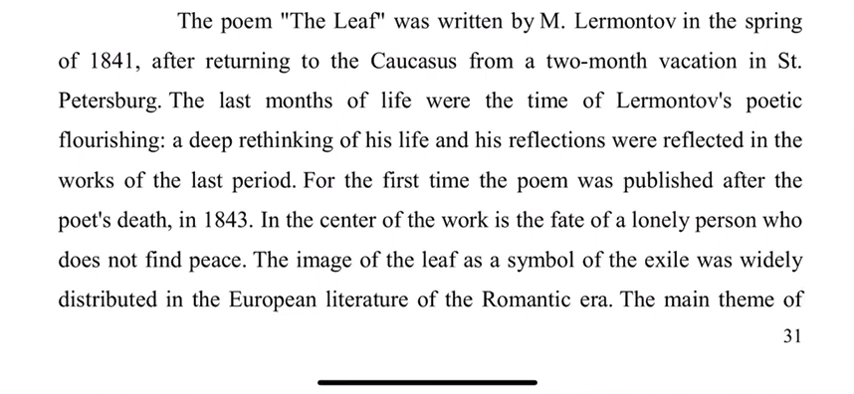 The poem "The Leaf" was written by M. Lermontov in the spring
of 1841, after returning to the Caucasus from a two-month vacation in St.
Petersburg. The last months of life were the time of Lermontov's poetic
flourishing: a deep rethinking of his life and his reflections were reflected in the
works of the last period. For the first time the poem was published after the
poet's death, in 1843. In the center of the work is the fate of a lonely person who
does not find peace. The image of the leaf as a symbol of the exile was widely
distributed in the European literature of the Romantic era. The main theme of
31